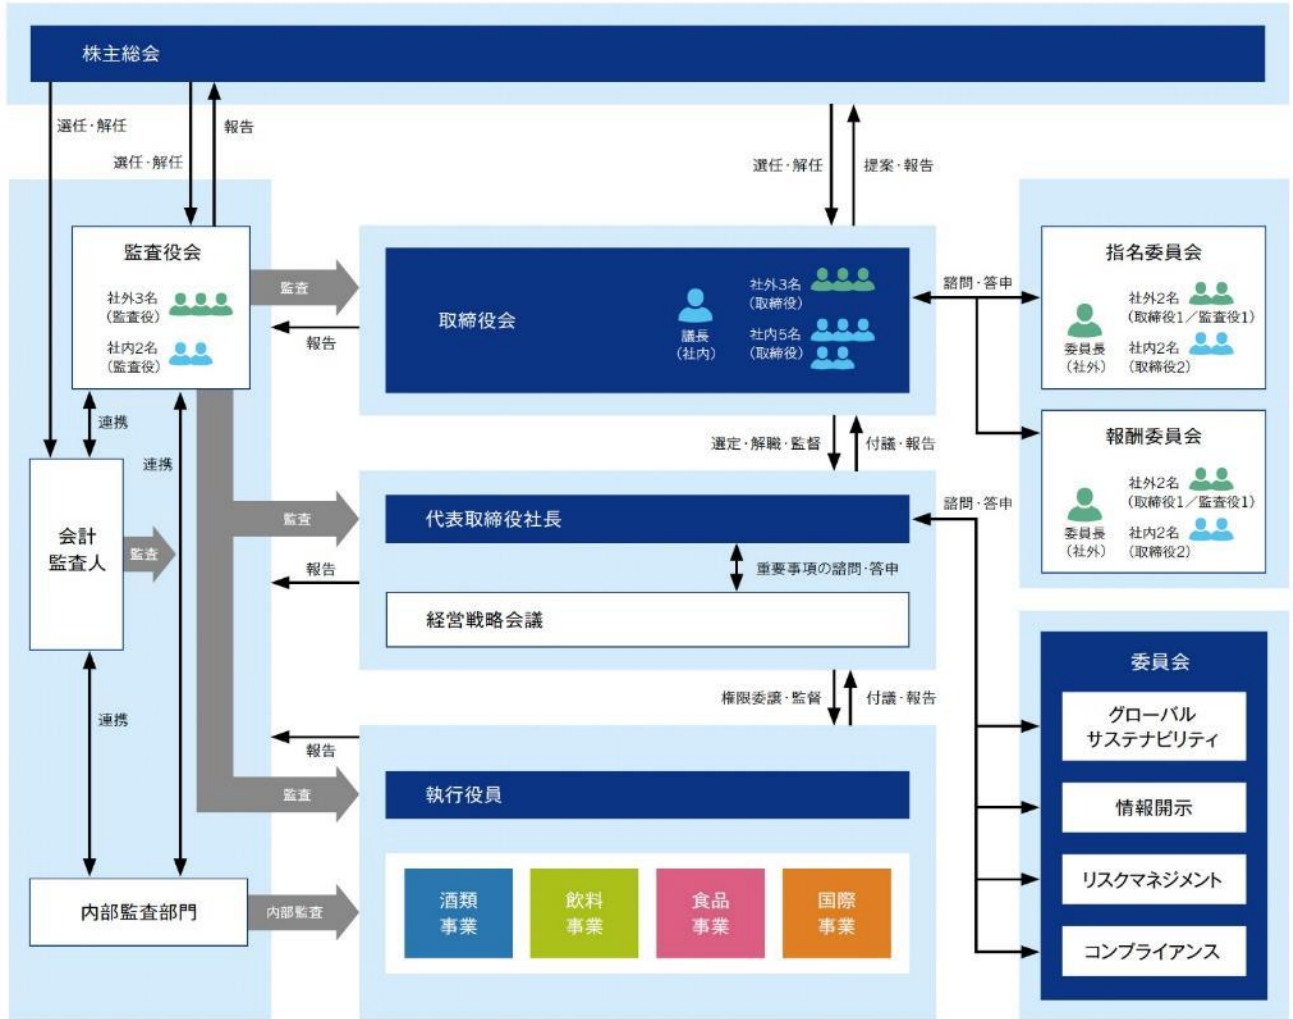 株主総会
選任・解任
選任・解任
報告
選任・解任
提案・報告
監査役会
社外3名
(監査役)
社内2名
(監査役)
監査
報告
取締役会
議長
(社内)
社外3名
(取締役)
社内5名
(取締役)
諮問・答申
指名委員会
委員長
(社外)
社外2名
(取締役1/監査役1)
社内2名
(取締役2)
報酬委員会
委員長
(社外)
社外2名
(取締役1/監査役1)
社内2名
(取締役2)
連携
連携
選定・解職・監督
付議・報告
会計
監査人
監査
監査
報告
代表取締役社長
諮問・答申
重要事項の諮問・答申
経営戦略会議
連携
権限委譲・監督
付議・報告
報告
監査
執行役員
内部監査部門
内部監査
酒類
事業
飲料
事業
食品
事業
国際
事業
委員会
グローバル
サステナビリティ
情報開示
リスクマネジメント
コンプライアンス